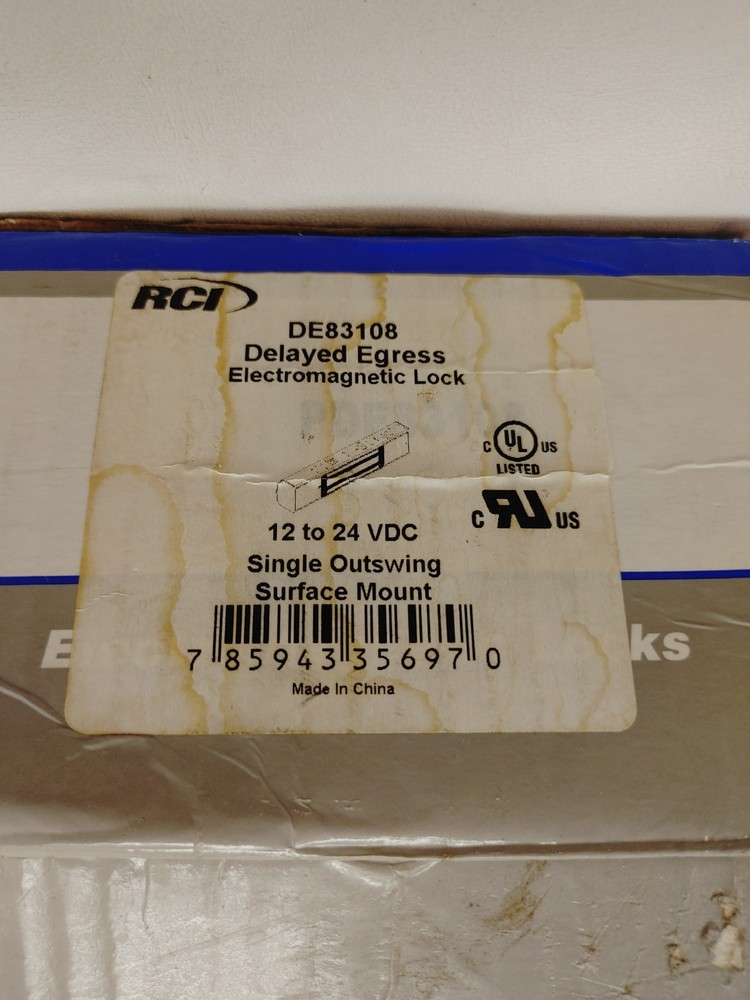 RCI
DE83108
Delayed Egress
Electromagnetic Lock
C UL US
LISTED
C RU US
12 to 24 VDC
Single Outswing
Surface Mount
7 85943 35697 0
Made In China